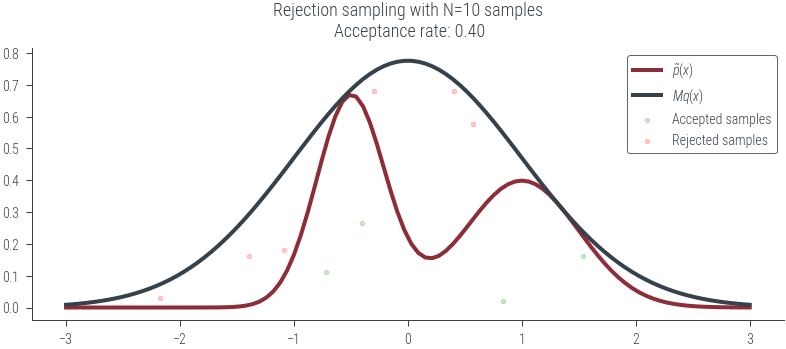 Rejection sampling with N=10 samples
Acceptance rate: 0.40
0.8
0.7
0.6
0.5
0.4
0.3
0.2
0.1
0.0
−3
−2
−1
0
1
2
3
p̃(x)
Mq(x)
Accepted samples
Rejected samples